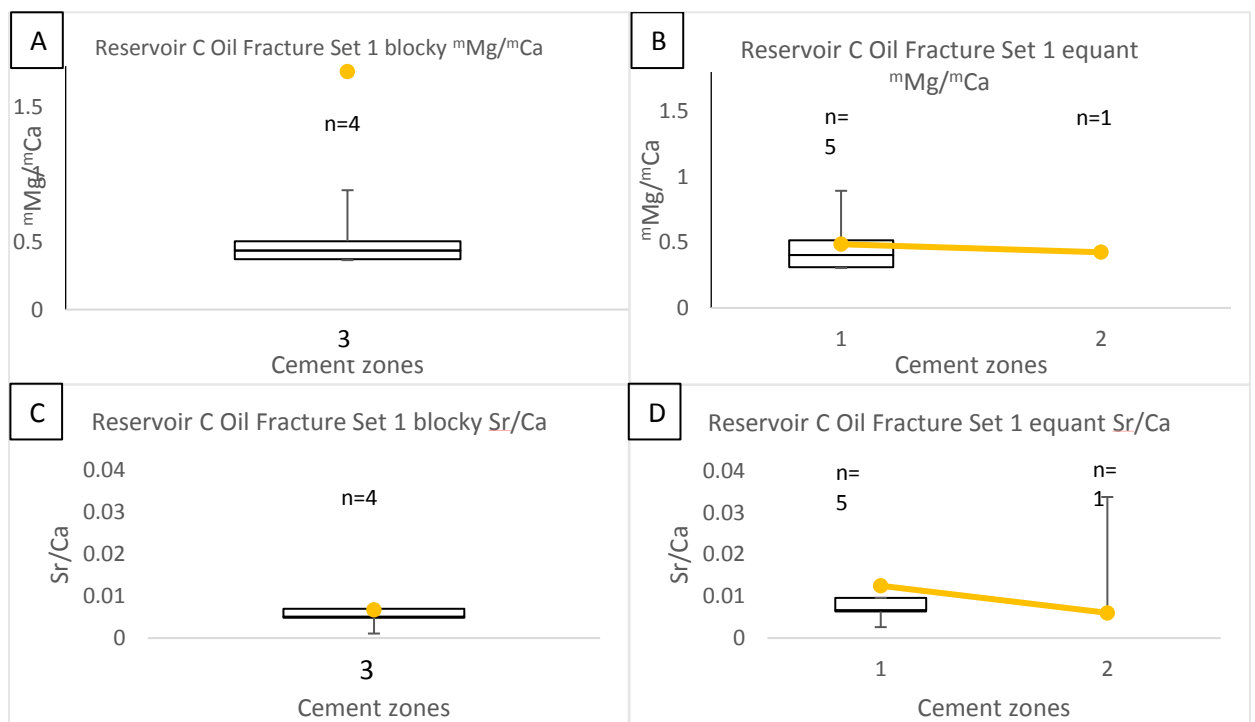 A
Reservoir C Oil Fracture Set 1 blocky ᵐMg/ᵐCa
1.5
1
0.5
0
ᵐMg/ᵐCa
n=4
3
Cement zones
B
Reservoir C Oil Fracture Set 1 equant
ᵐMg/ᵐCa
1.5
1
0.5
0
ᵐMg/ᵐCa
n=
5
n=1
1
2
Cement zones
C
Reservoir C Oil Fracture Set 1 blocky Sr/Ca
0.04
0.03
0.02
0.01
0
Sr/Ca
n=4
3
Cement zones
D
Reservoir C Oil Fracture Set 1 equant Sr/Ca
0.04
0.03
0.02
0.01
0
Sr/Ca
n=
5
n=
1
1
2
Cement zones